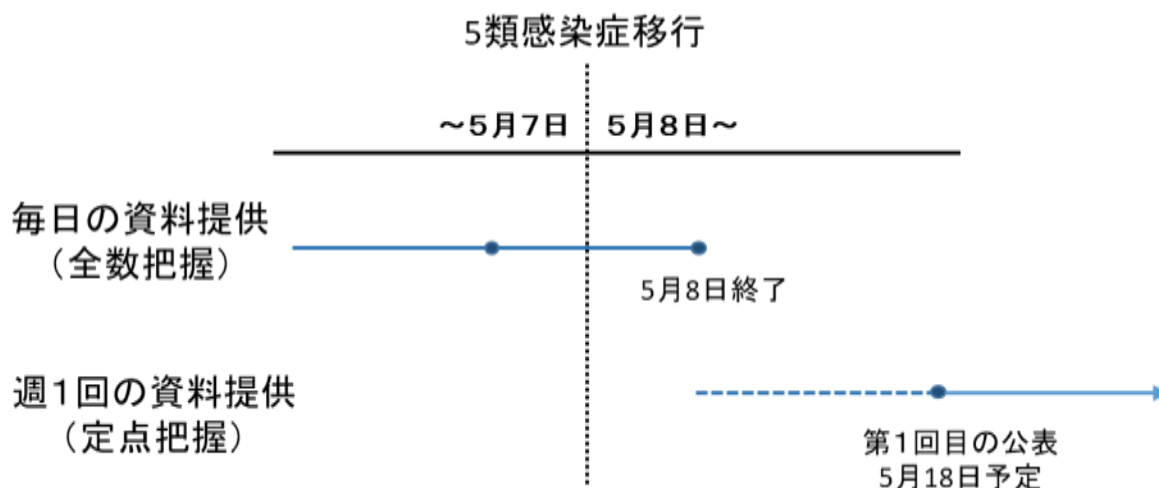 5類感染症移行
～5月7日
5月8日～
毎日の資料提供
（全数把握）
5月8日終了
週1回の資料提供
（定点把握）
第1回目の公表
5月18日予定